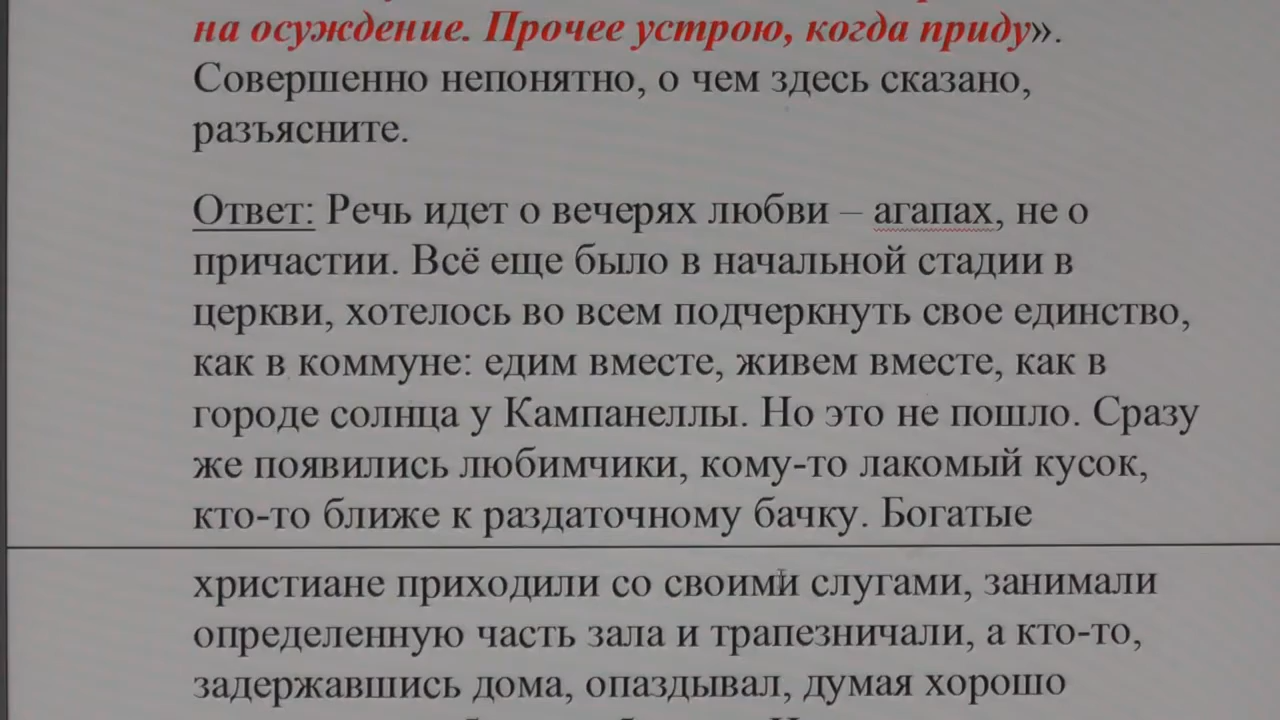 на осуждение. Прочее устрою, когда приду».
Совершенно непонятно, о чем здесь сказано,
разъясните.
Ответ: Речь идет о вечерях любви – агапах, не о
причастии. Всё еще было в начальной стадии в
церкви, хотелось во всем подчеркнуть свое единство,
как в коммуне: едим вместе, живем вместе, как в
городе солнца у Кампанеллы. Но это не пошло. Сразу
же появились любимчики, кому-то лакомый кусок,
кто-то ближе к раздаточному бачку. Богатые
христиане приходили со своими слугами, занимали
определенную часть зала и трапезничали, а кто-то,
задержавшись дома, опаздывал, думая хорошо